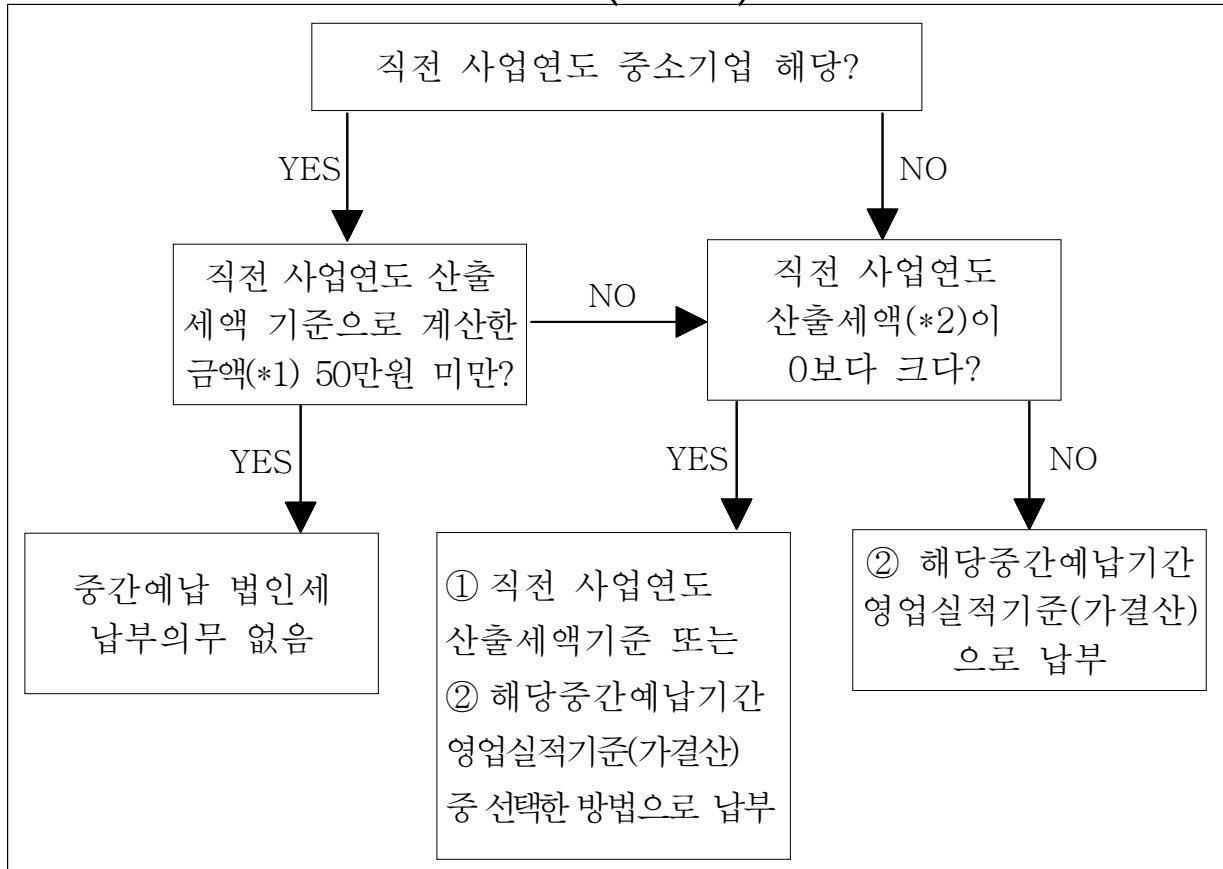 직전 사업연도 중소기업 해당?
YES
NO
직전 사업연도 산출
세액 기준으로 계산한
금액(*1) 50만원 미만?
NO
직전 사업연도
산출세액(*2)이
0보다 크다?
YES
YES
NO
중간예납 법인세
납부의무 없음
① 직전 사업연도
산출세액기준 또는
② 해당중간예납기간
영업실적기준(가결산)
중 선택한 방법으로 납부
② 해당중간예납기간
영업실적기준(가결산)
으로 납부